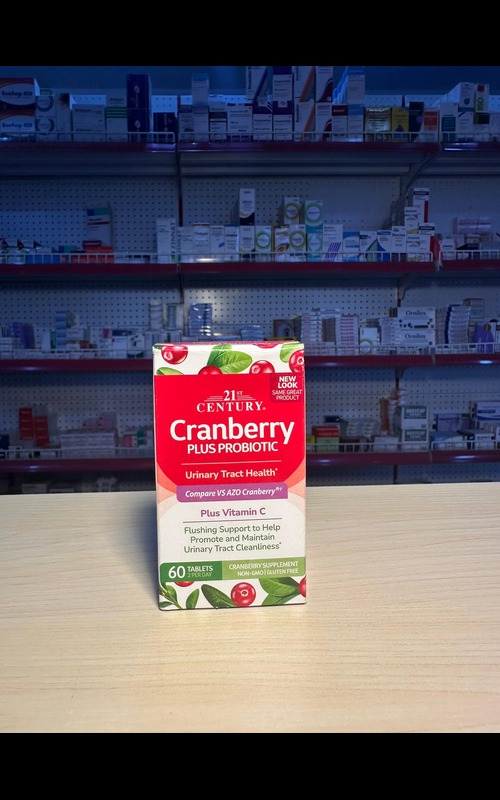 NEW
LOOK
SAME GREAT
PRODUCT
21ST
CENTURY®
Cranberry
PLUS PROBIOTIC
Urinary Tract Health*
Compare VS AZO Cranberry®†
Plus Vitamin C
Flushing Support to Help
Promote and Maintain
Urinary Tract Cleanliness*
60 TABLETS
2 PER DAY
CRANBERRY SUPPLEMENT
NON-GMO | GLUTEN FREE